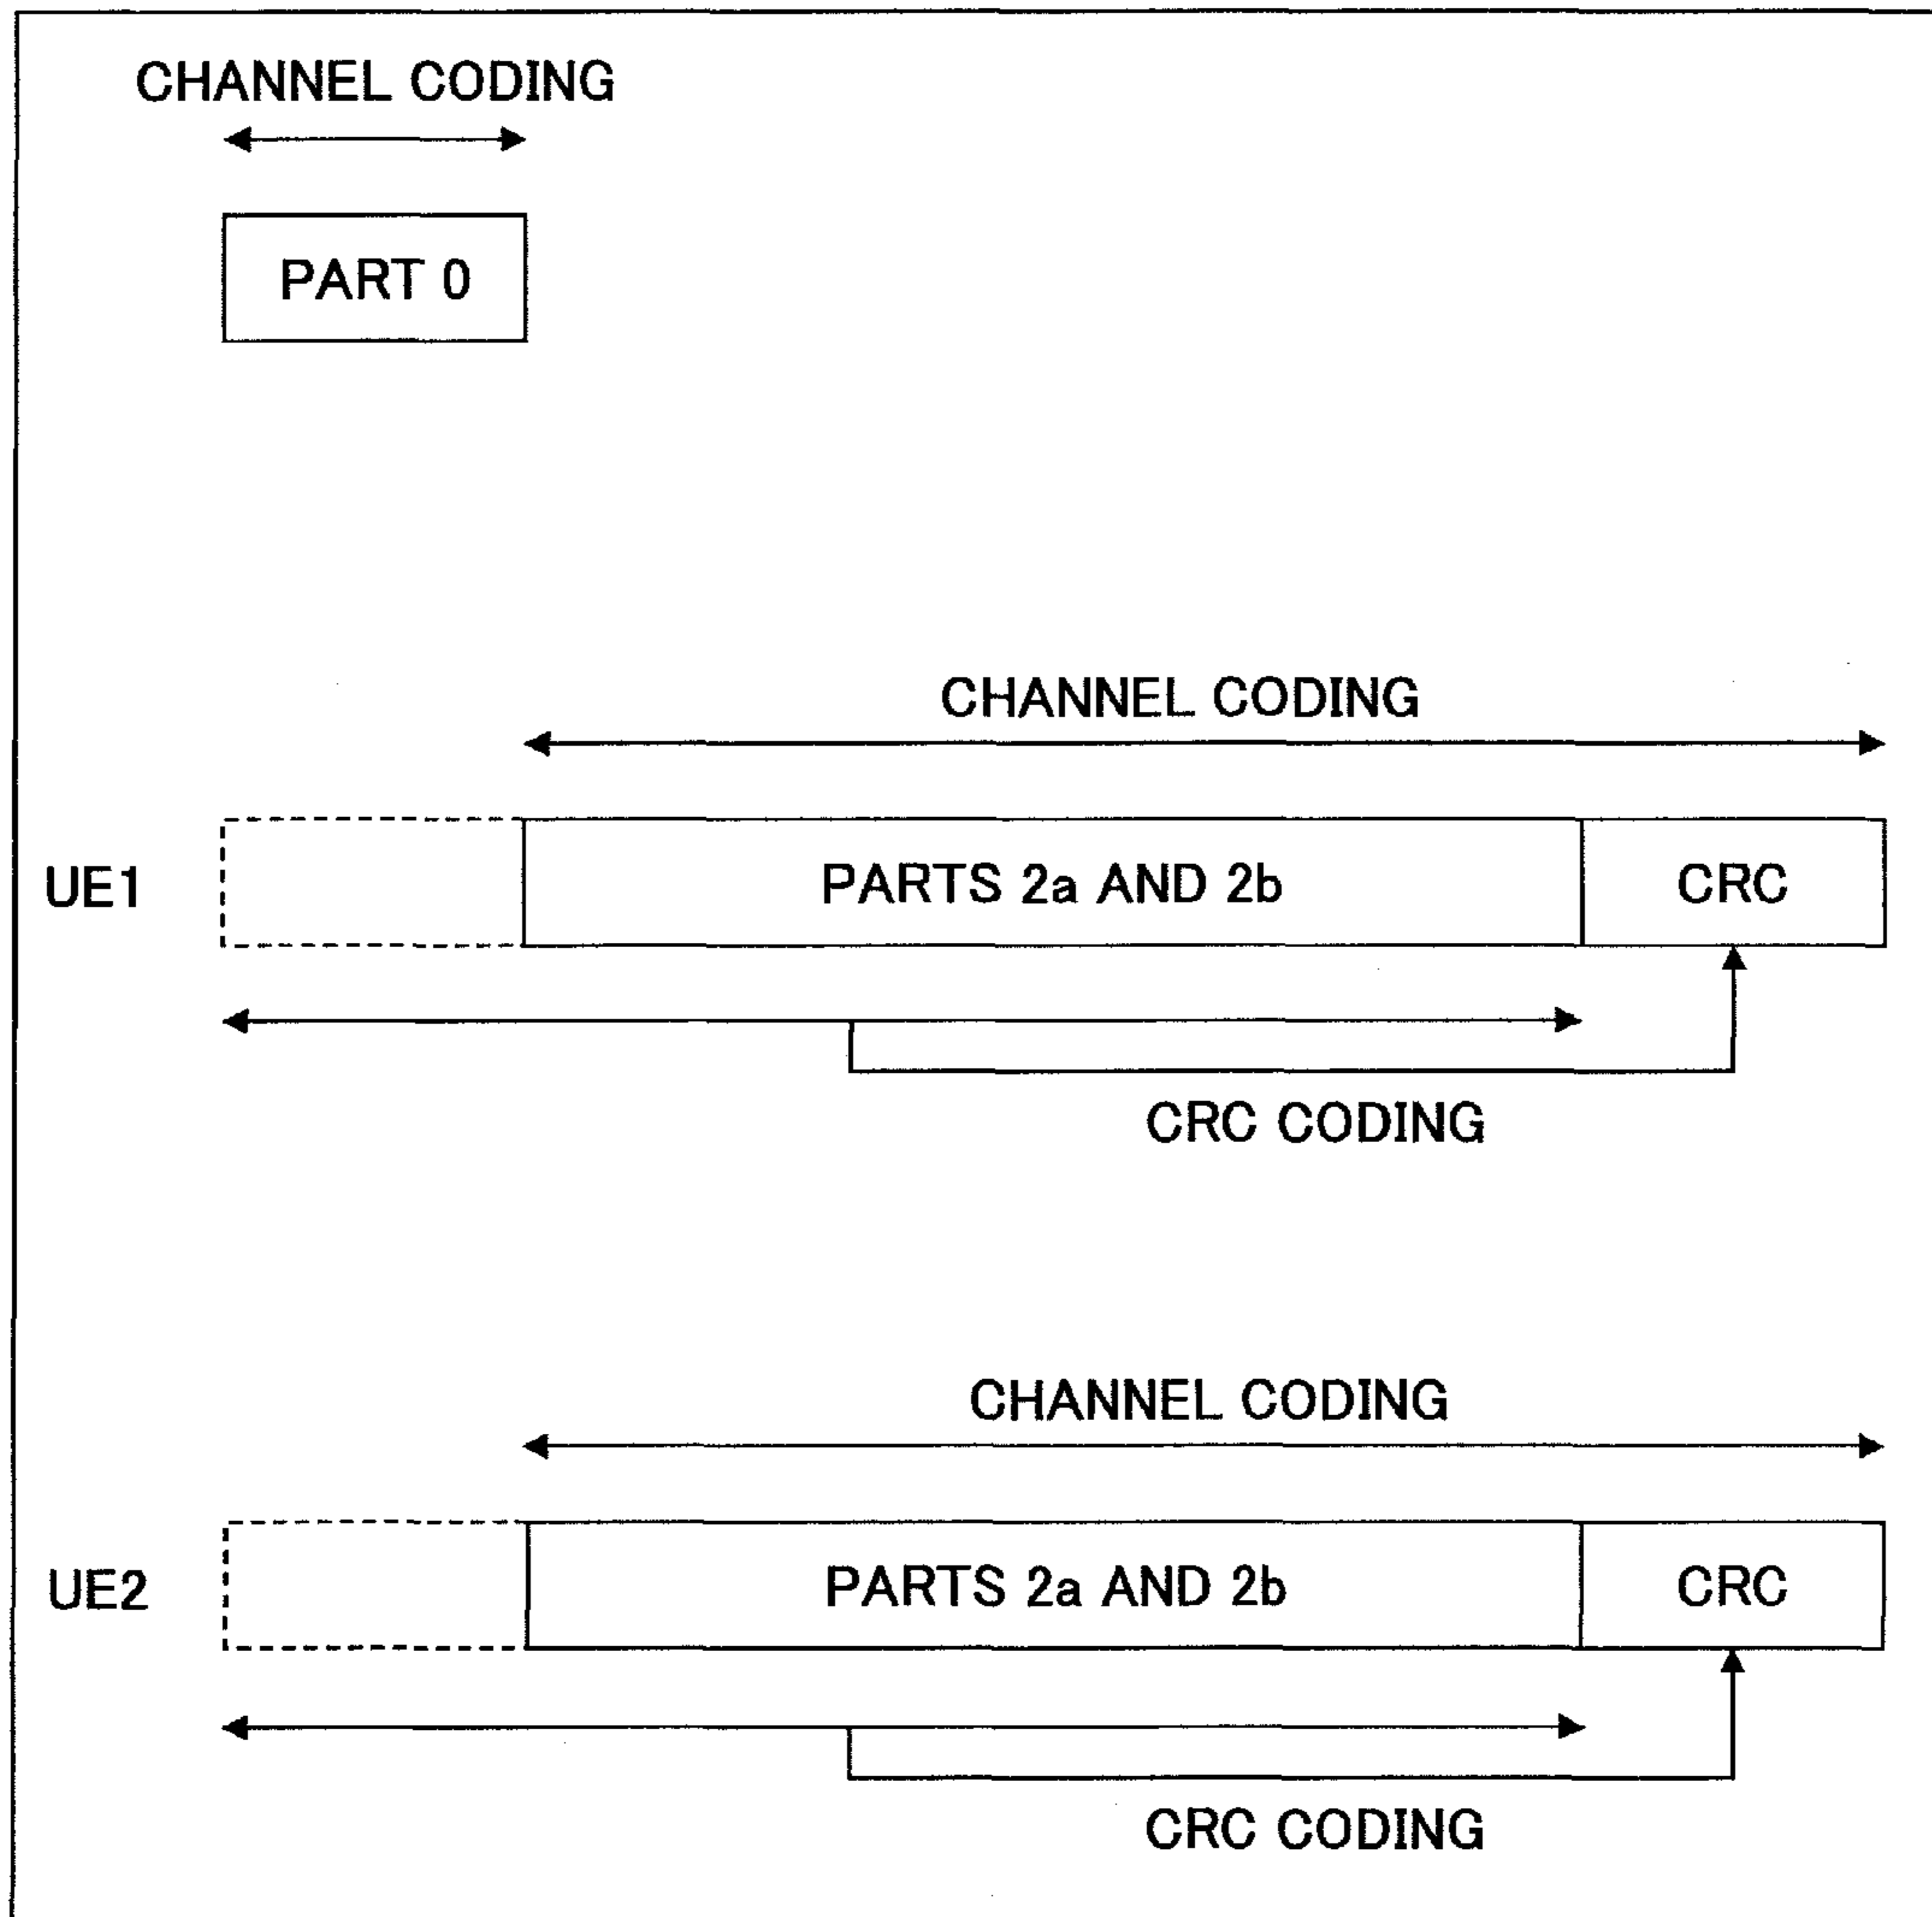 CHANNEL CODING
PART 0
CHANNEL CODING
UE1
PARTS 2a AND 2b
CRC
CRC CODING
CHANNEL CODING
UE2
PARTS 2a AND 2b
CRC
CRC CODING